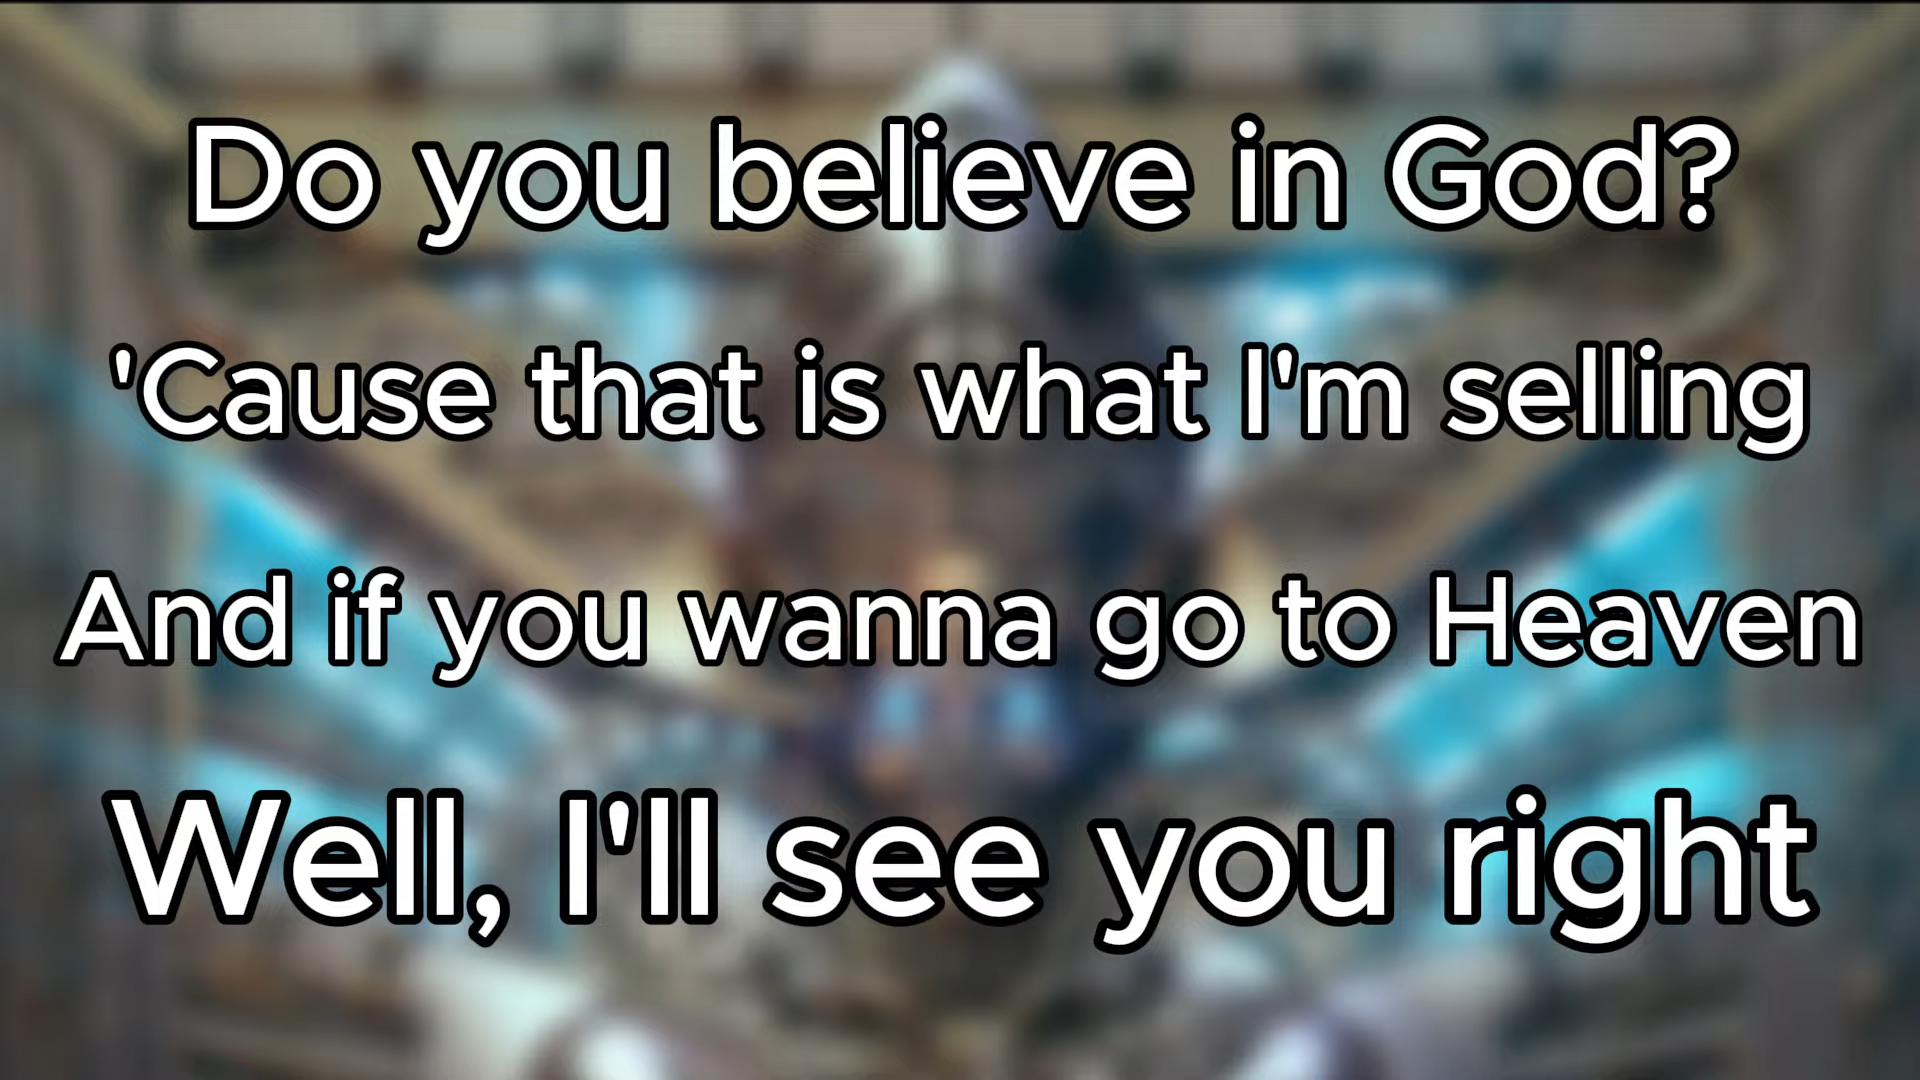 Do you believe in God?
'Cause that is what I'm selling
And if you wanna go to Heaven
Well, I'll see you right